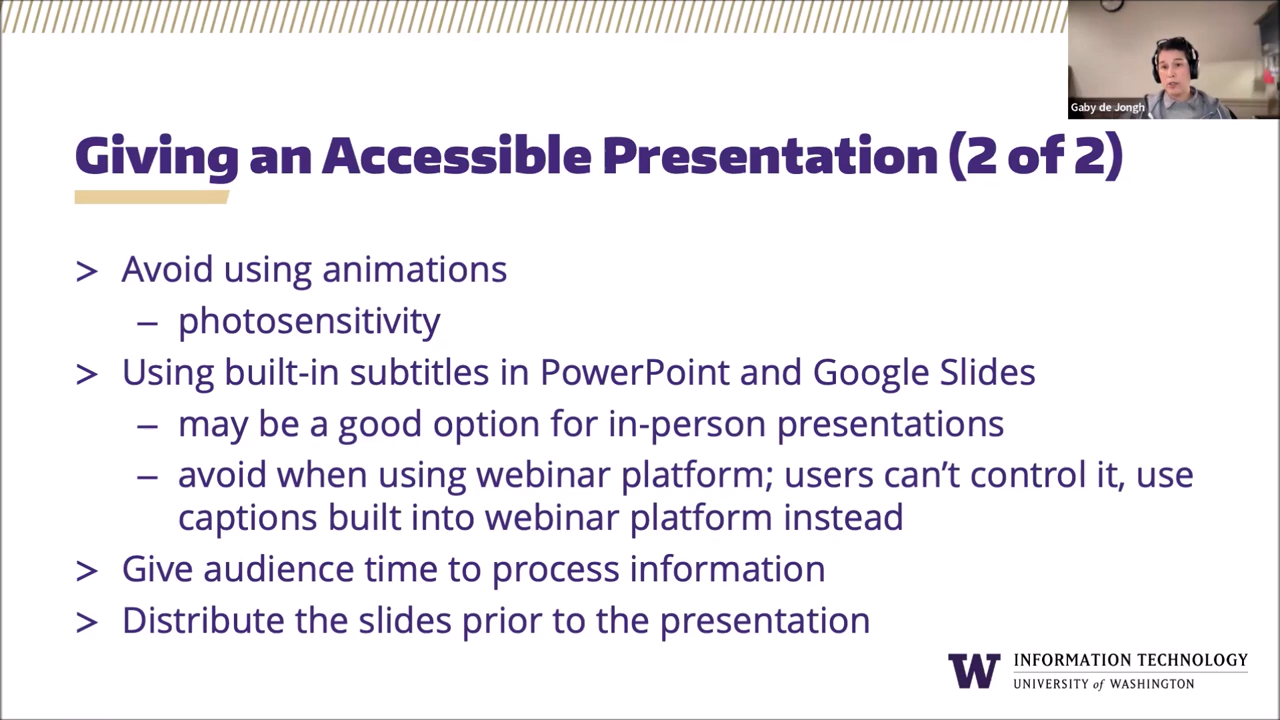 Gaby de Jongh
Giving an Accessible Presentation (2 of 2)
> Avoid using animations
– photosensitivity
> Using built-in subtitles in PowerPoint and Google Slides
– may be a good option for in-person presentations
– avoid when using webinar platform; users can’t control it, use
captions built into webinar platform instead
> Give audience time to process information
> Distribute the slides prior to the presentation
W INFORMATION TECHNOLOGY
UNIVERSITY of WASHINGTON